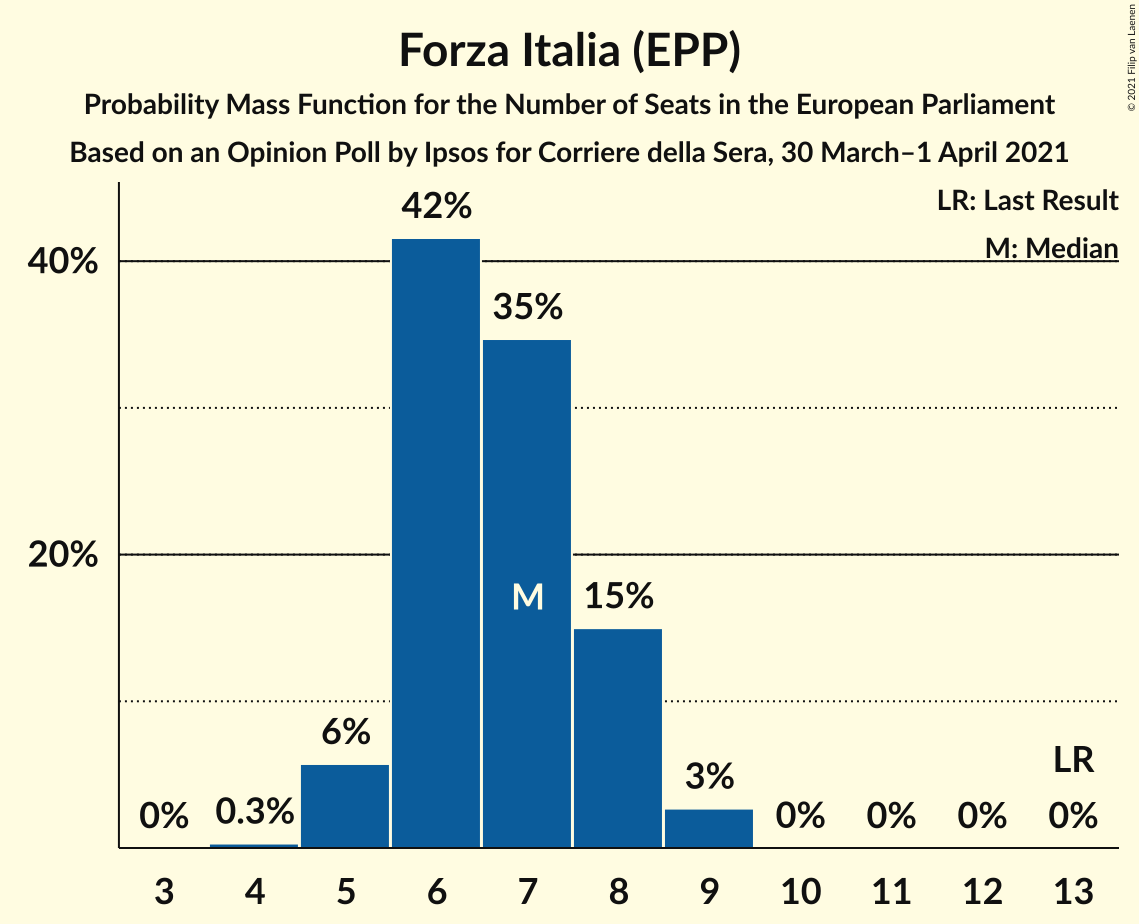 Forza Italia (EPP)
Probability Mass Function for the Number of Seats in the European Parliament
Based on an Opinion Poll by Ipsos for Corriere della Sera, 30 March–1 April 2021
© 2021 Filip van Laenen
LR: Last Result
M: Median
40%
20%
0%
0.3%
6%
42%
35%
M
15%
3%
0%
0%
0%
LR
0%
3 4 5 6 7 8 9 10 11 12 13